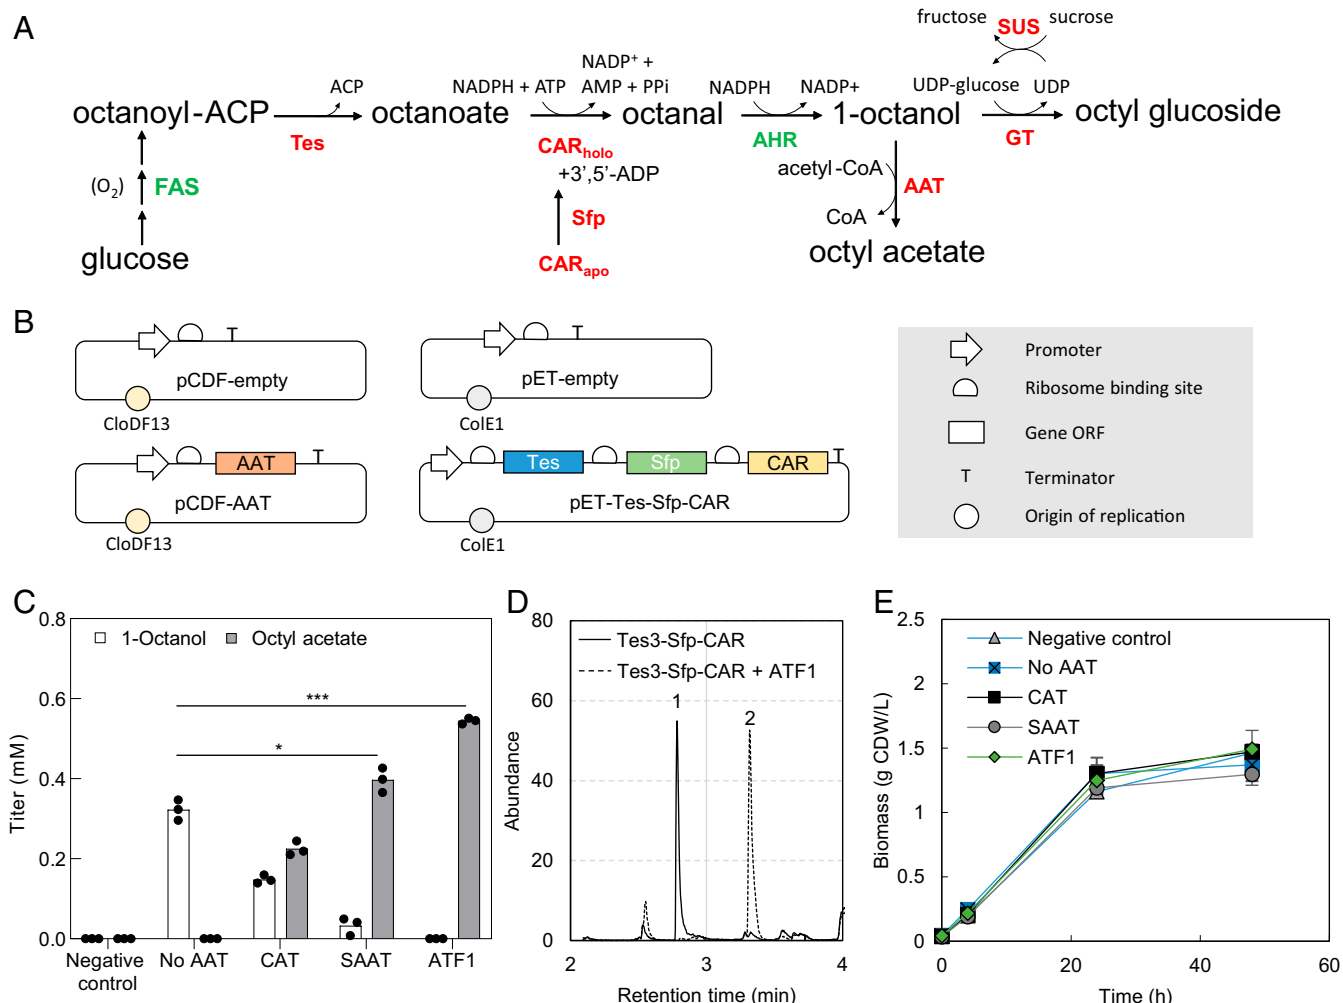 A
fructose SUS sucrose
ACP
NADPH + ATP
NADP⁺ +
AMP + PPi
NADPH
NADP+
UDP-glucose
UDP
octanoyl-ACP octanoate octanal 1-octanol octyl glucoside
Tes
CARholo
+3',5'-ADP
AHR
GT
acetyl-CoA
AAT
CoA
octyl acetate
(O₂)
FAS
Sfp
glucose
CARapo
B
T
pCDF-empty
CloDF13
T
pET-empty
ColE1
AAT
T
pCDF-AAT
CloDF13
Tes
Sfp
CAR
T
pET-Tes-Sfp-CAR
ColE1
Promoter
Ribosome binding site
Gene ORF
T
Terminator
Origin of replication
C
0.8
0.6
0.4
0.2
0.0
Titer (mM)
1-Octanol
Octyl acetate
***
*
Negative
control
No AAT
CAT
SAAT
ATF1
D
80
60
40
20
0
Abundance
Tes3-Sfp-CAR
Tes3-Sfp-CAR + ATF1
1
2
2
3
4
Retention time (min)
E
2.5
2
1.5
1
0.5
0
Biomass (g CDW/L)
Negative control
No AAT
CAT
SAAT
ATF1
0
20
40
60
Time (h)